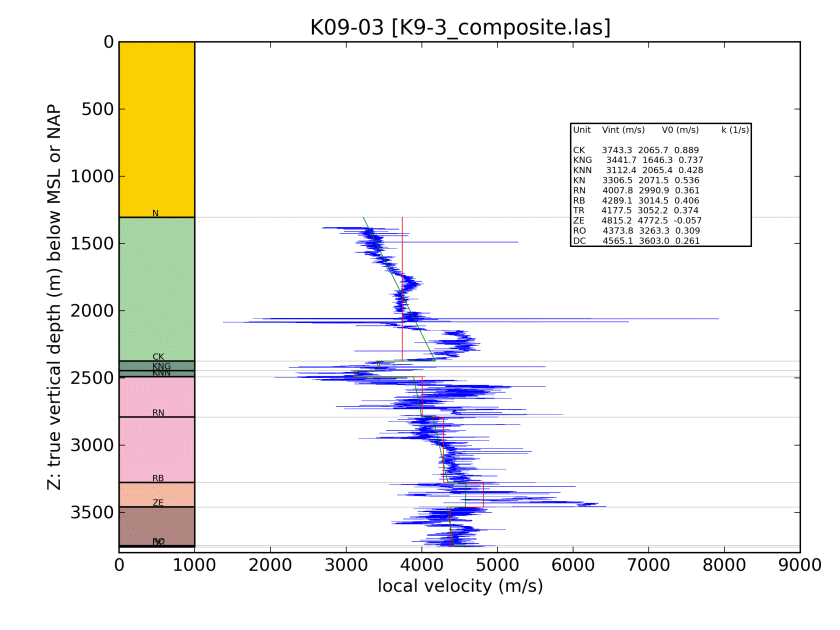 K09-03 [K9-3_composite.las]
Z: true vertical depth (m) below MSL or NAP
0
500
1000
1500
2000
2500
3000
3500
N
CK
KNG
KNN
RN
RB
ZE
RO
Unit Vint (m/s) V0 (m/s) k (1/s)
CK 3743.3 2065.7 0.889
KNG 3441.7 1646.3 0.737
KNN 3112.4 2065.4 0.428
KN 3306.5 2071.5 0.536
RN 4007.8 2990.9 0.361
RB 4289.1 3014.5 0.406
TR 4177.5 3052.2 0.374
ZE 4815.2 4772.5 -0.057
RO 4373.8 3263.3 0.309
DC 4565.1 3603.0 0.261
0 1000 2000 3000 4000 5000 6000 7000 8000 9000
local velocity (m/s)